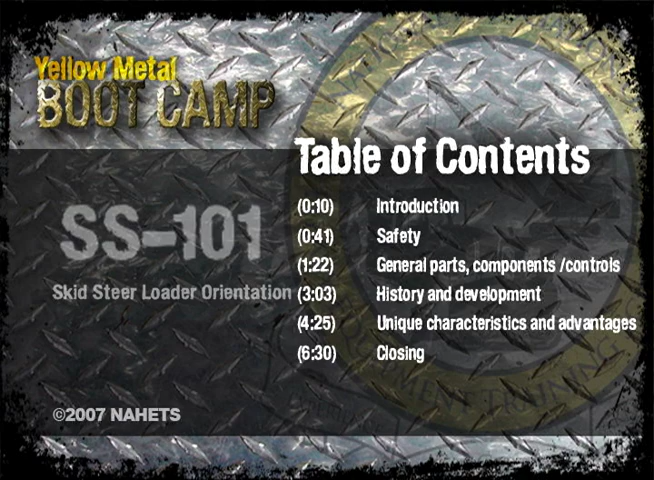 Yellow Metal
BOOT CAMP
Table of Contents
SS-101
Skid Steer Loader Orientation
(0:10) Introduction
(0:41) Safety
(1:22) General parts, components /controls
(3:03) History and development
(4:25) Unique characteristics and advantages
(6:30) Closing
©2007 NAHETS